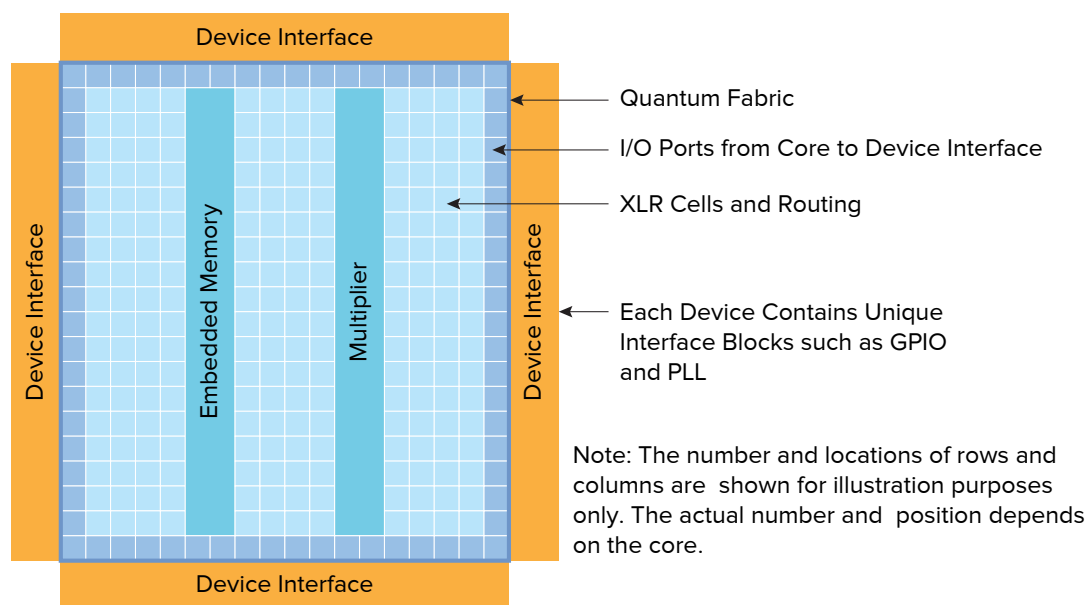 Device Interface
Device Interface
Embedded Memory
Multiplier
Device Interface
Quantum Fabric
I/O Ports from Core to Device Interface
XLR Cells and Routing
Each Device Contains Unique
Interface Blocks such as GPIO
and PLL
Note: The number and locations of rows and
columns are  shown for illustration purposes
only. The actual number and  position depends
on the core.
Device Interface